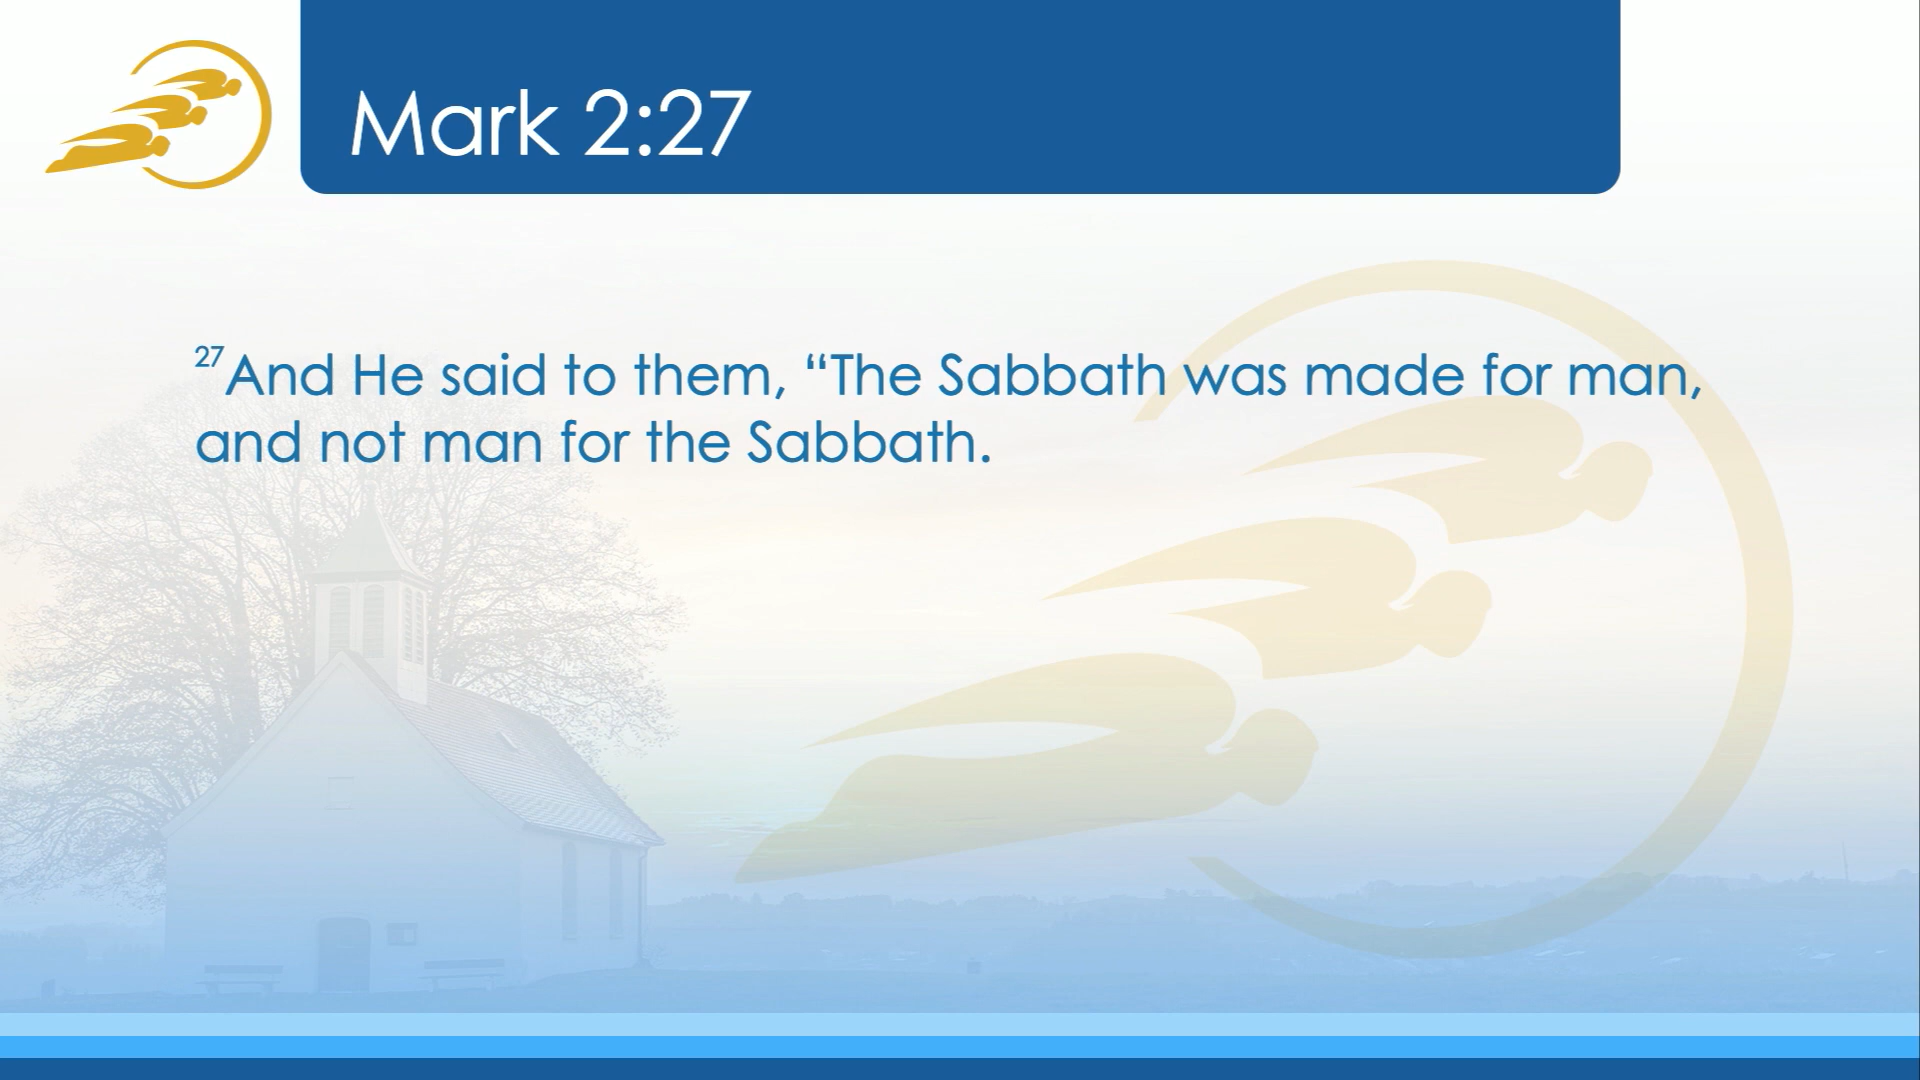 Mark 2:27
27And He said to them, “The Sabbath was made for man,
and not man for the Sabbath.